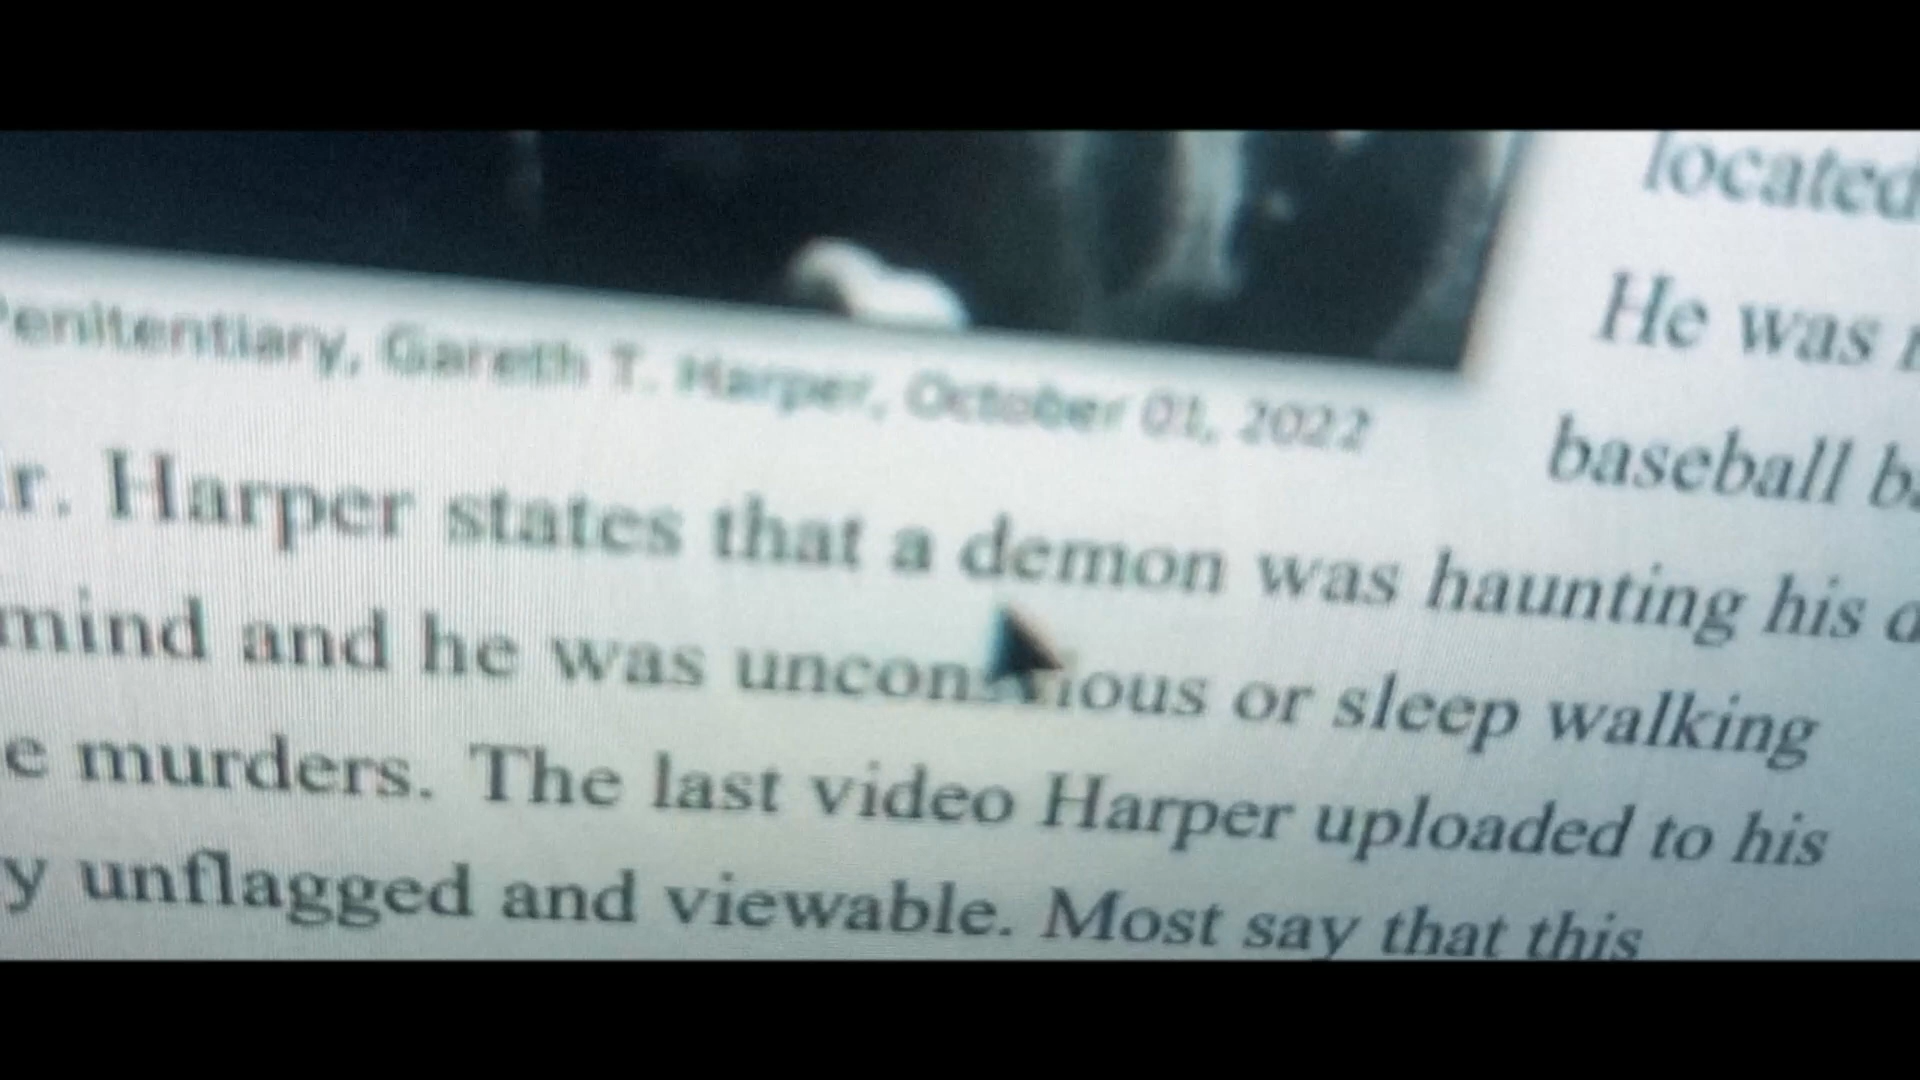 Penitentiary, Gareth T. Harper, October 01, 2022
r. Harper states that a demon was haunting his
mind and he was uncon ious or sleep walking
e murders. The last video Harper uploaded to his
y unflagged and viewable. Most say that this
located
He was
baseball